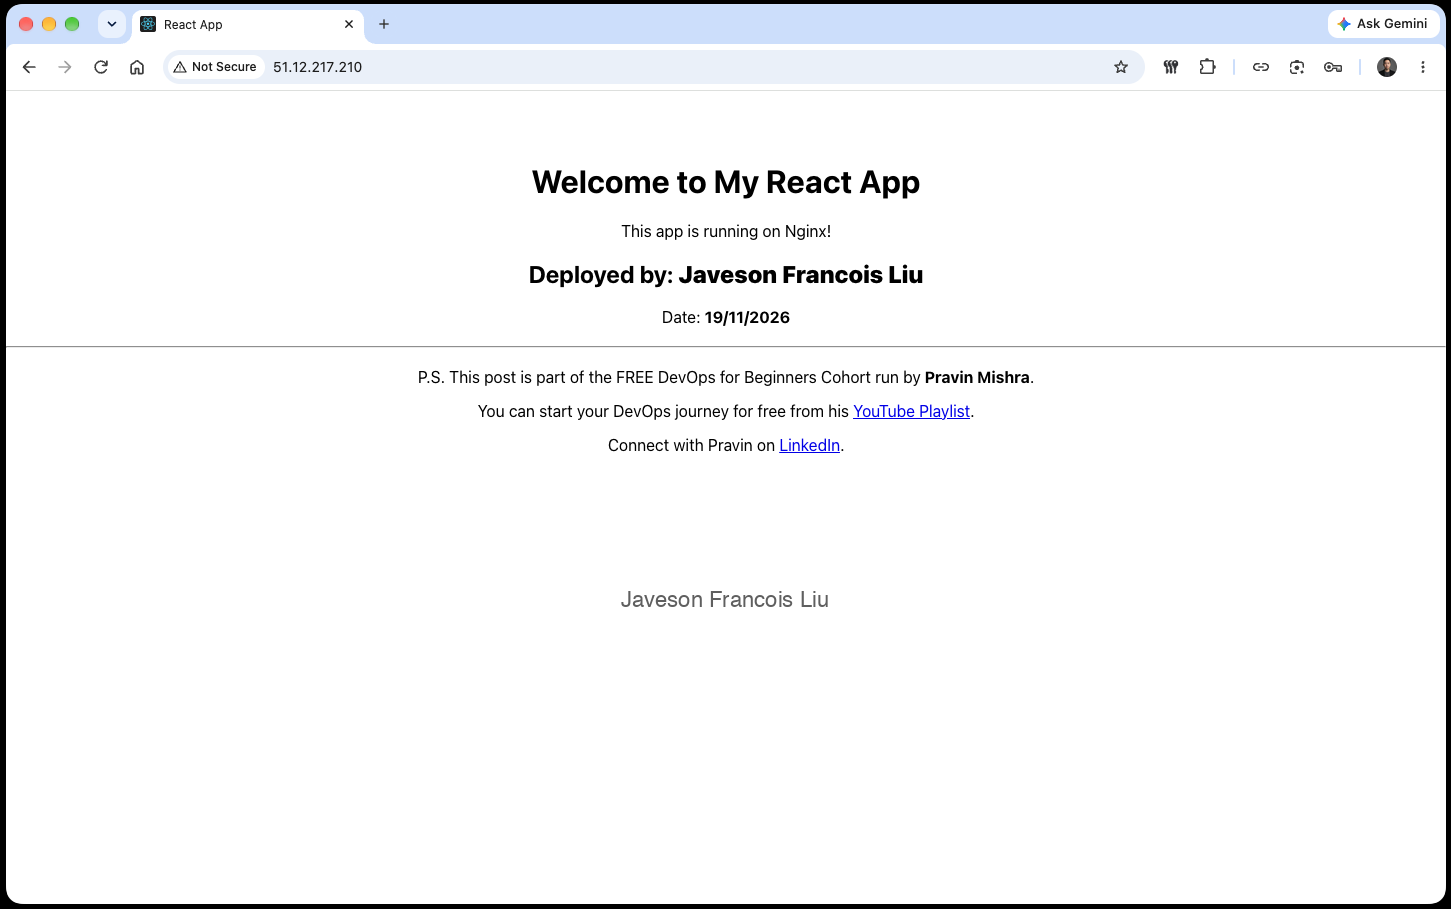 React App
Ask Gemini
Not Secure
51.12.217.210
Welcome to My React App
This app is running on Nginx!
Deployed by: Javeson Francois Liu
Date: 19/11/2026
P.S. This post is part of the FREE DevOps for Beginners Cohort run by Pravin Mishra.
You can start your DevOps journey for free from his YouTube Playlist.
Connect with Pravin on LinkedIn.
Javeson Francois Liu